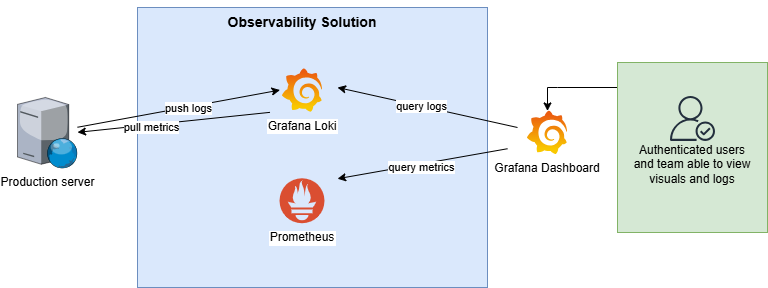 Observability Solution
push logs
pull metrics
Grafana Loki
query logs
query metrics
Prometheus
Production server
Grafana Dashboard
Authenticated users
and team able to view
visuals and logs